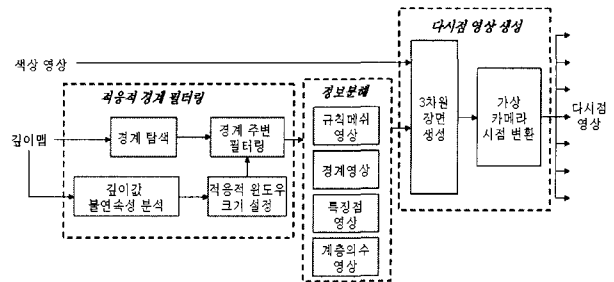 다시점 영상 생성
색상 영상
적응적 경계 필터링
정보분해
3차원
장면
생성
가상
카메라
시점 변환
다시점
영상
깊이맵
경계 탐색
경계 주변
필터링
규칙메쉬
영상
경계영상
깊이값
불연속성 분석
적응적 윈도우
크기 설정
특징점
영상
계층의수
영상